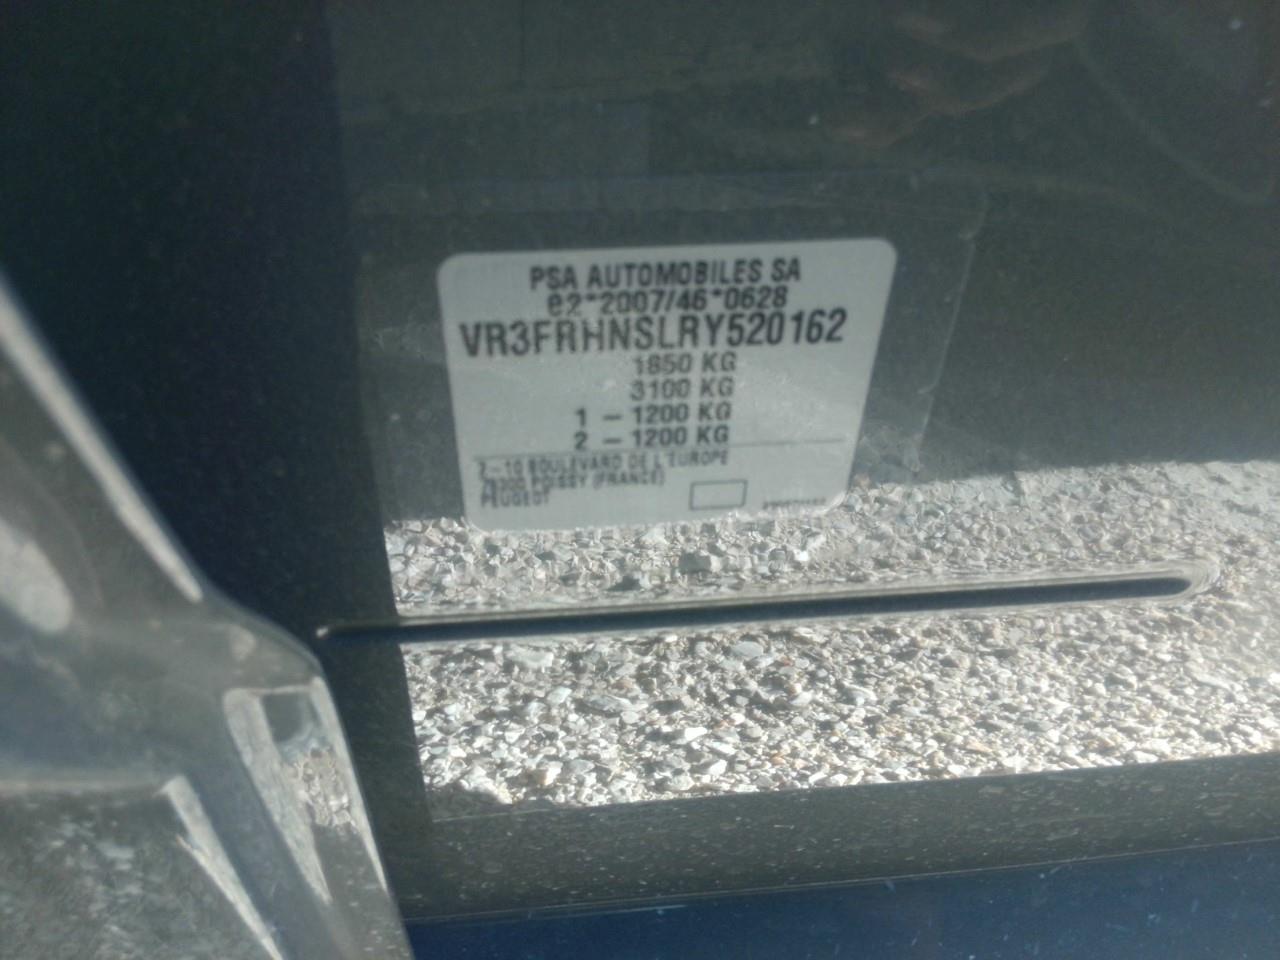 PSA AUTOMOBILES SA
e2*2007/46*0628
VR3FRHNSLRY520162
1850 KG
3100 KG
1 – 1200 KG
2 – 1200 KG
2–10 BOULEVARD DE L'EUROPE
78300 POISSY (FRANCE)
PEUGEOT